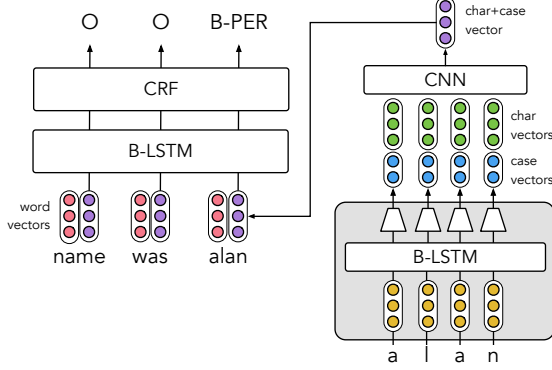 O O B-PER
CRF
B-LSTM
word
vectors
name was alan
char+case
vector
CNN
char
vectors
case
vectors
B-LSTM
a l a n